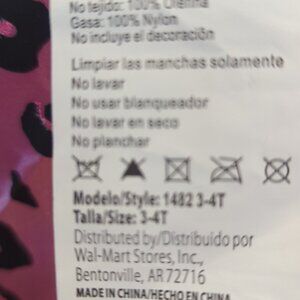 No tejido: 100% Olefina
Gasa: 100% Nylon
No incluye el decoración
Limpiar las manchas solamente
No lavar
No usar blanqueador
No lavar en seco
No planchar
Modelo/Style: 1482 3-4T
Talla/Size: 3-4T
Distributed by/Distribuido por
Wal-Mart Stores, Inc.,
Bentonville, AR 72716
MADE IN CHINA/HECHO EN CHINA